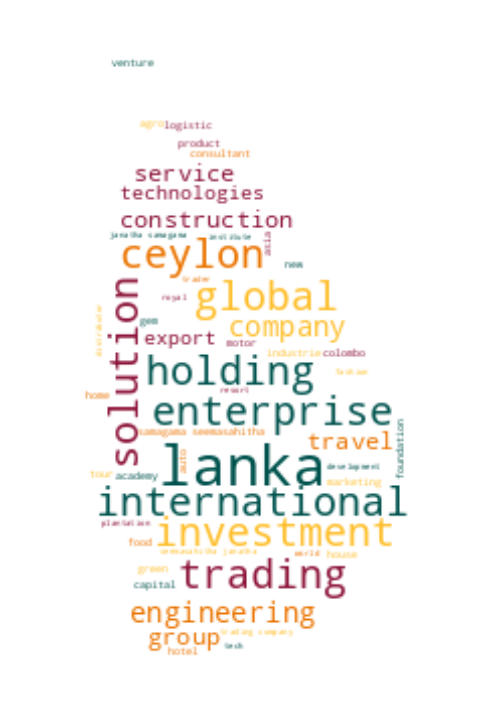 venture
agro logistic
product
consultant
service
technologies
construction
janatha samagama institute
asia
ceylon
new
trader
solution
royal
global
gem
distributor
company
export
motor
industrie colombo
holding
fashion
resort
home
enterprise
samagama seemasahitha
travel
foundation
auto
lanka
development
tour academy
marketing
international
plantation
investment
food
seemasahitha janatha
world house
green
trading
capital
engineering
group
trading company
tech
hotel